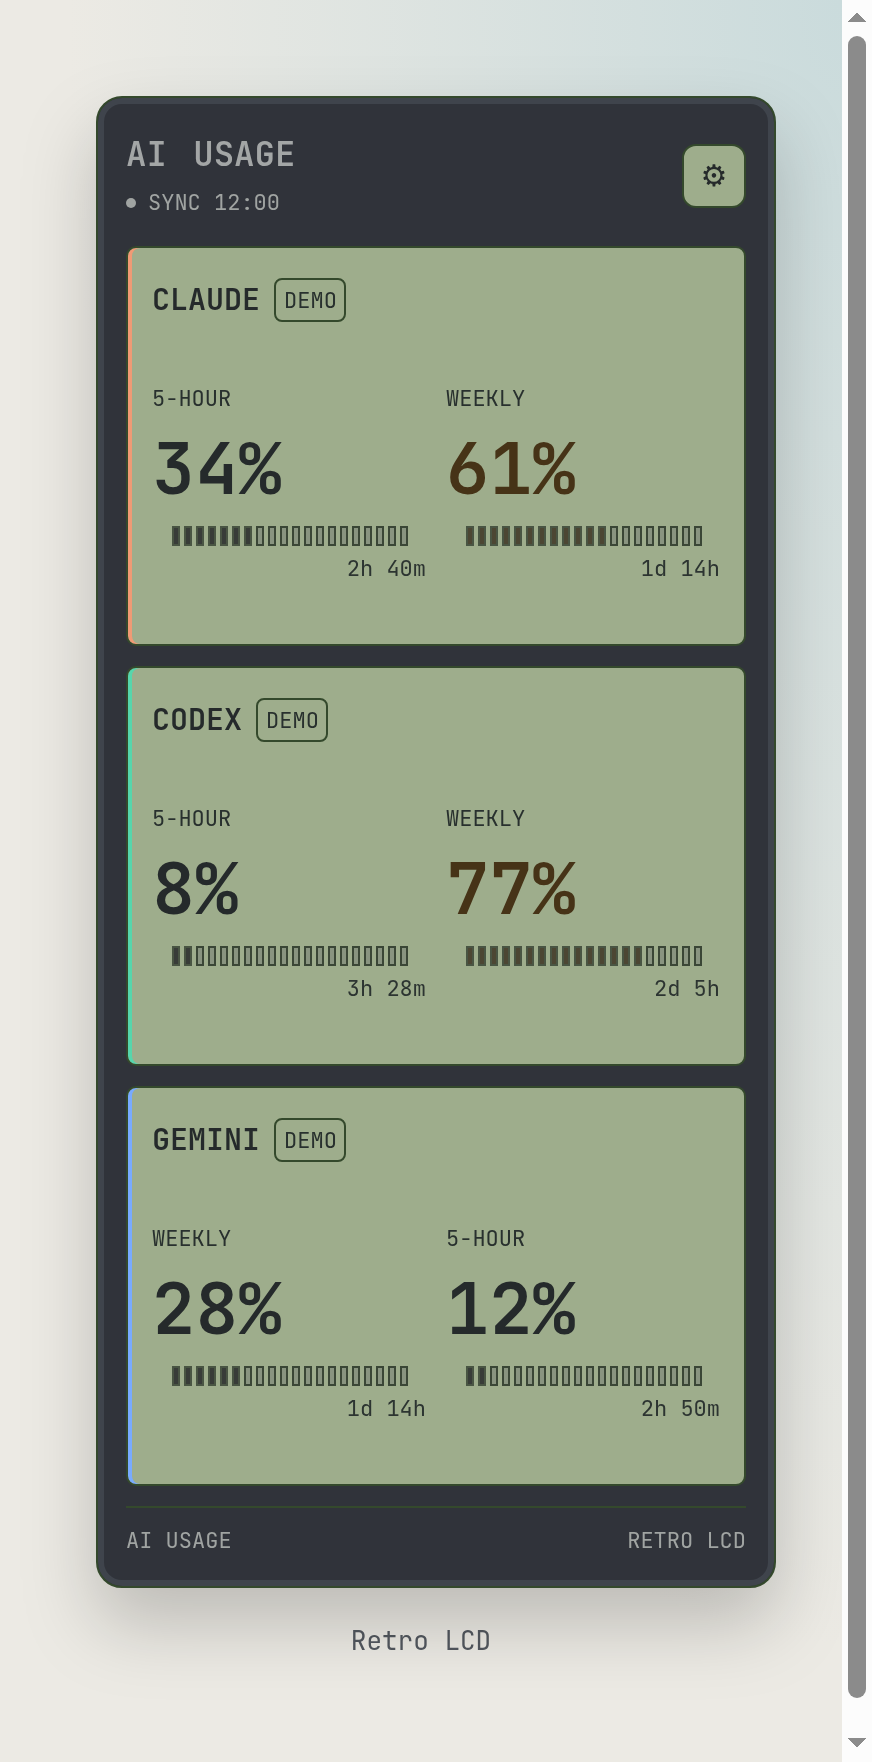 AI USAGE
SYNC 12:00
CLAUDE DEMO
5-HOUR WEEKLY
34% 61%
2h 40m 1d 14h
CODEX DEMO
5-HOUR WEEKLY
8% 77%
3h 28m 2d 5h
GEMINI DEMO
WEEKLY 5-HOUR
28% 12%
1d 14h 2h 50m
AI USAGE RETRO LCD
Retro LCD